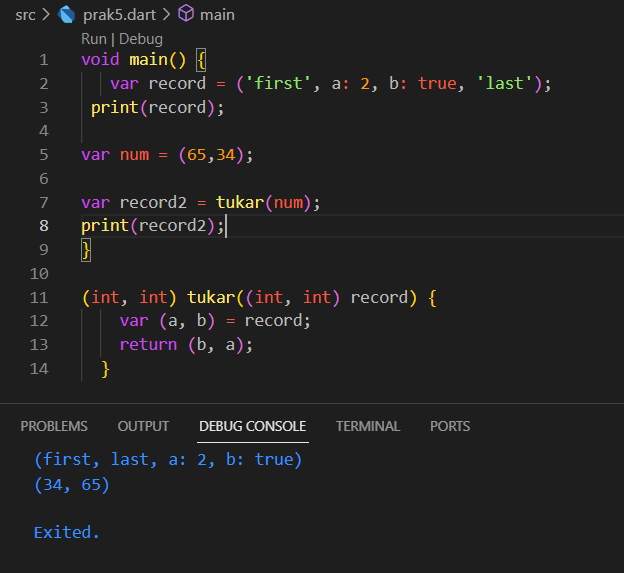 src > prak5.dart > main
Run | Debug
1 void main() {
2 var record = ('first', a: 2, b: true, 'last');
3 print(record);
4
5 var num = (65,34);
6
7 var record2 = tukar(num);
8 print(record2);
9 }
10
11 (int, int) tukar((int, int) record) {
12 var (a, b) = record;
13 return (b, a);
14 }
PROBLEMS OUTPUT DEBUG CONSOLE TERMINAL PORTS
(first, last, a: 2, b: true)
(34, 65)
Exited.